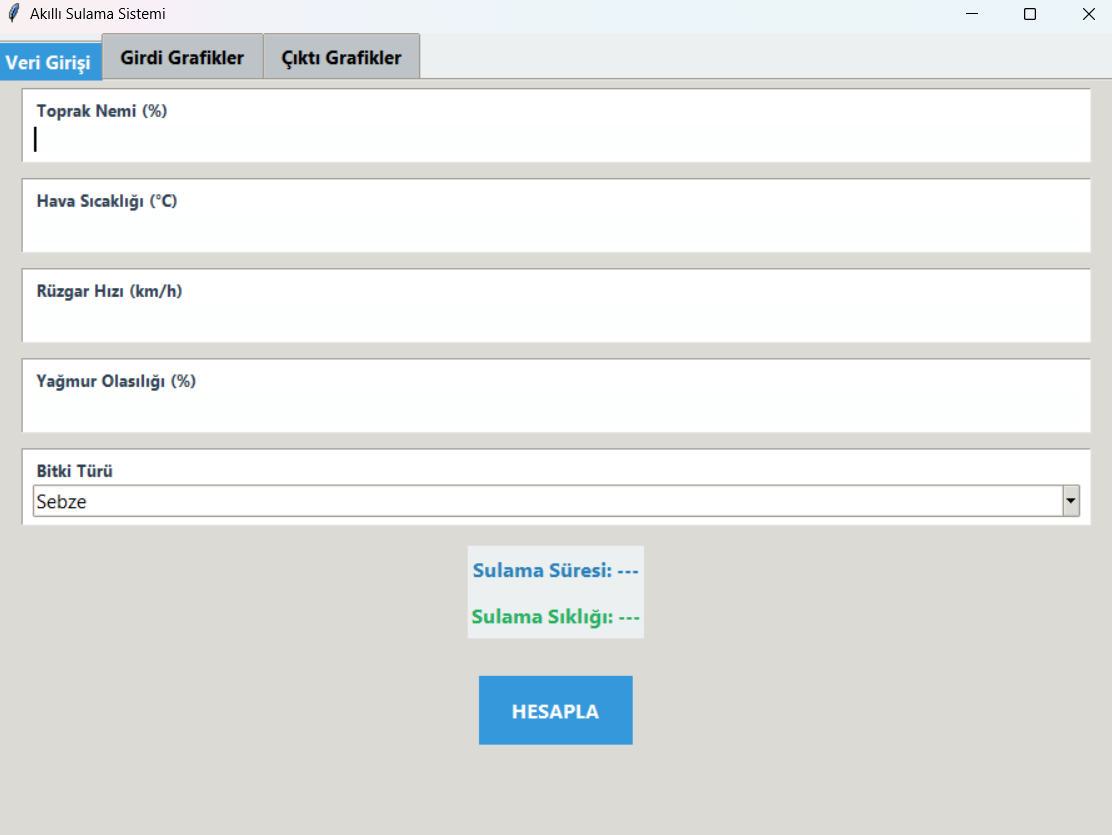 Akıllı Sulama Sistemi
Veri Girişi
Girdi Grafikler
Çıktı Grafikler
Toprak Nemi (%)
Hava Sıcaklığı (°C)
Rüzgar Hızı (km/h)
Yağmur Olasılığı (%)
Bitki Türü
Sebze
Sulama Süresi: ---
Sulama Sıklığı: ---
HESAPLA